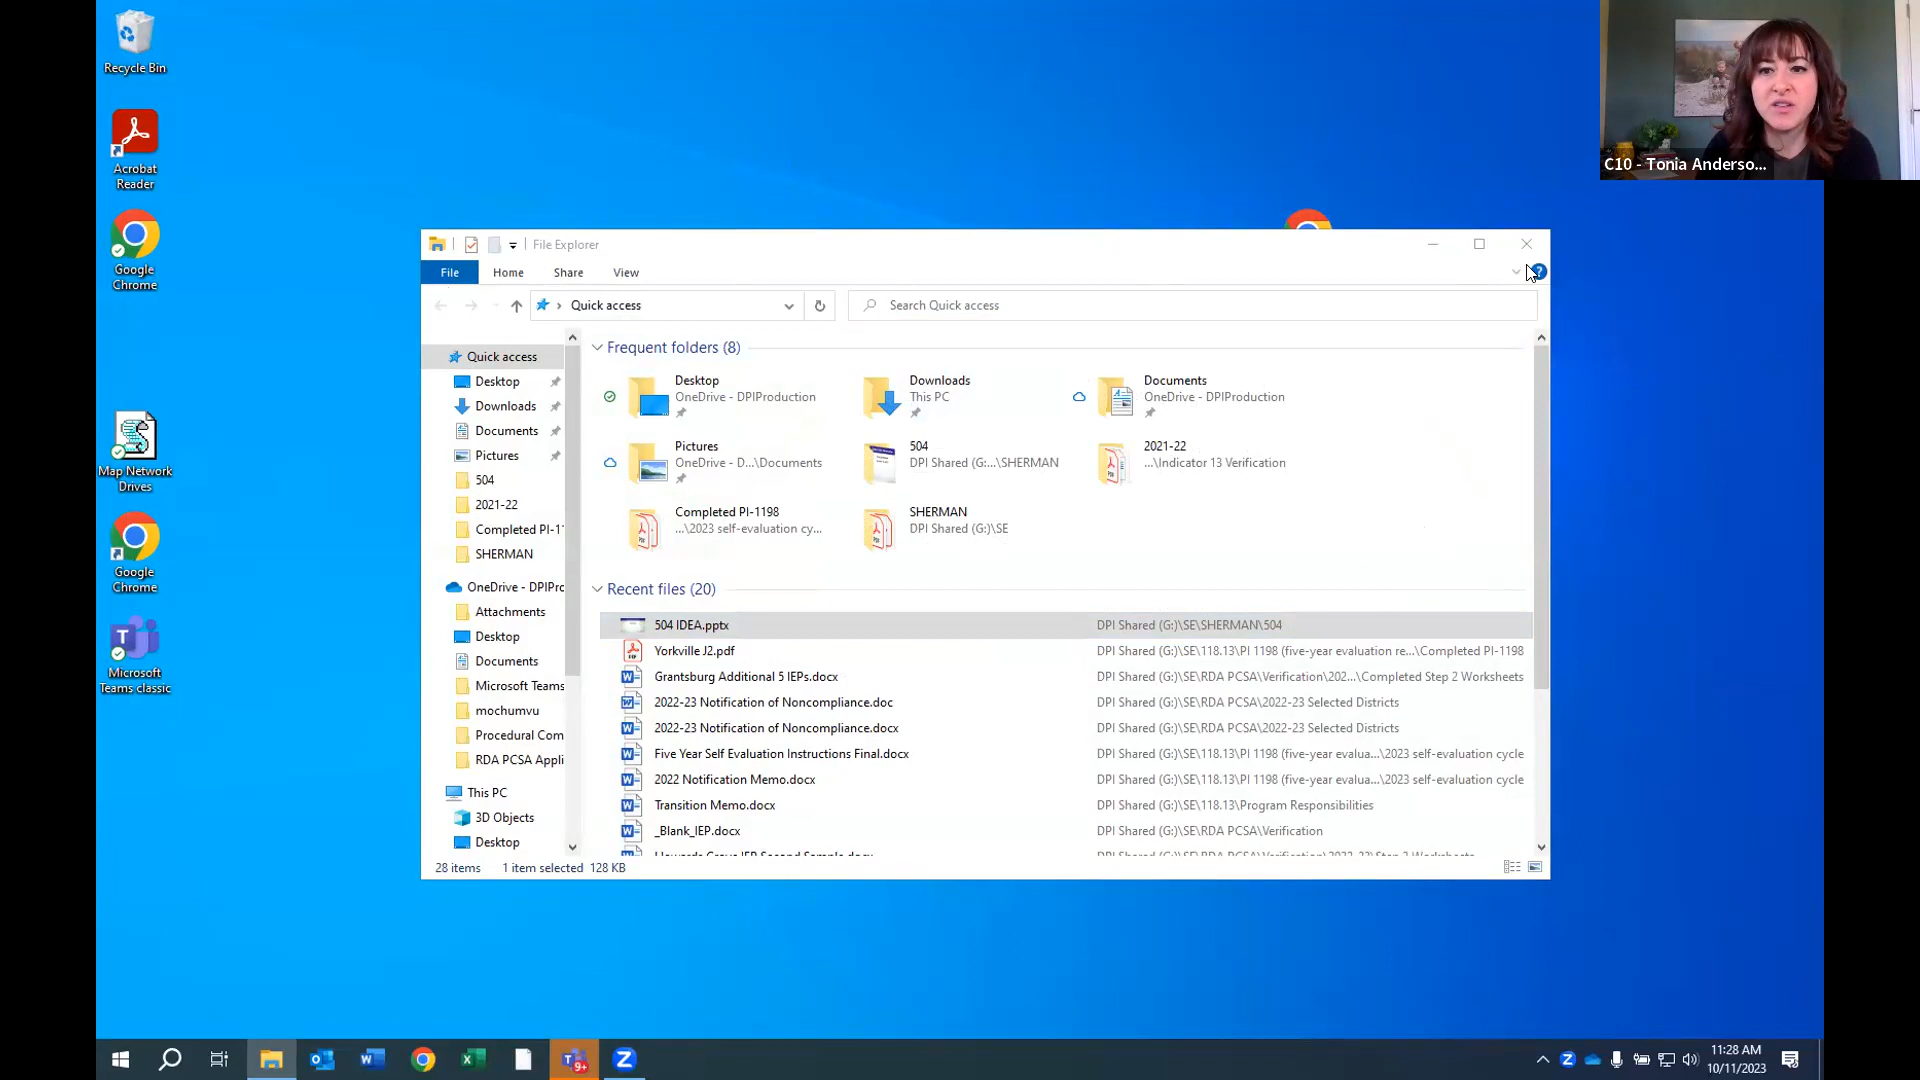 Recycle Bin
Acrobat
Reader
Google
Chrome
Map Network
Drives
Google
Chrome
Microsoft
Teams classic
C10 - Tonia Anderso...
File Explorer
File
Home
Share
View
Quick access
Search Quick access
Quick access
Desktop
Downloads
Documents
Pictures
504
2021-22
Completed PI-1
SHERMAN
OneDrive - DPIPro
Attachments
Desktop
Documents
Microsoft Teams
mochumvu
Procedural Com
RDA PCSA Appli
This PC
3D Objects
Desktop
Frequent folders (8)
Desktop
OneDrive - DPIProduction
Downloads
This PC
Documents
OneDrive - DPIProduction
Pictures
OneDrive - D...\Documents
504
DPI Shared (G:...\SHERMAN
2021-22
...\Indicator 13 Verification
Completed PI-1198
...\2023 self-evaluation cy...
SHERMAN
DPI Shared (G:)\SE
Recent files (20)
504 IDEA.pptx DPI Shared (G:)\SE\SHERMAN\504
Yorkville J2.pdf DPI Shared (G:)\SE\118.13\PI 1198 (five-year evaluation re...\Completed PI-1198
Grantsburg Additional 5 IEPs.docx DPI Shared (G:)\SE\RDA PCSA\Verification\202...\Completed Step 2 Worksheets
2022-23 Notification of Noncompliance.doc DPI Shared (G:)\SE\RDA PCSA\2022-23 Selected Districts
2022-23 Notification of Noncompliance.docx DPI Shared (G:)\SE\RDA PCSA\2022-23 Selected Districts
Five Year Self Evaluation Instructions Final.docx DPI Shared (G:)\SE\118.13\PI 1198 (five-year evalua...\2023 self-evaluation cycle
2022 Notification Memo.docx DPI Shared (G:)\SE\118.13\PI 1198 (five-year evalua...\2023 self-evaluation cycle
Transition Memo.docx DPI Shared (G:)\SE\118.13\Program Responsibilities
_Blank_IEP.docx DPI Shared (G:)\SE\RDA PCSA\Verification
28 items 1 item selected 128 KB
9+
11:28 AM
10/11/2023